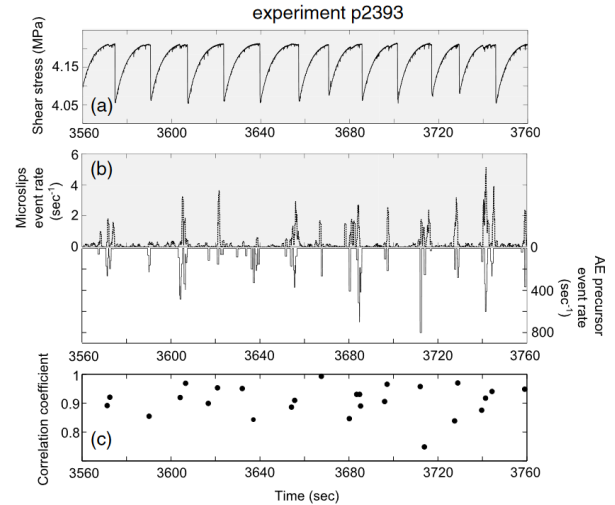 experiment p2393
Shear stress (MPa)
4.15
4.05
(a)
3560 3600 3640 3680 3720 3760
Microslips
event rate
(sec-1)
6
4
2
0
(b)
0
400
800
AE precursor
event rate
(sec-1)
3560 3600 3640 3680 3720 3760
Correlation coefficient
1
0.9
0.8
(c)
3560 3600 3640 3680 3720 3760
Time (sec)